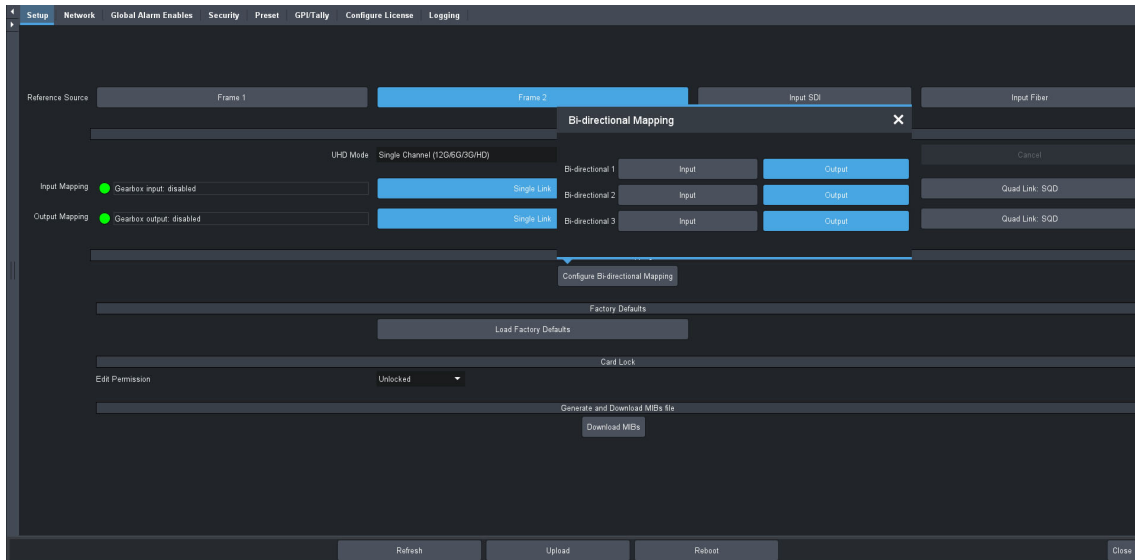 Setup Network Global Alarm Enables Security Preset GPI/Tally Configure License Logging
Reference Source Frame 1 Frame 2 Input SDI Input Fiber
Bi-directional Mapping
UHD Mode Single Channel (12G/6G/3G/HD) Cancel
Bi-directional 1 Input Output
Input Mapping Gearbox input: disabled Single Link Quad Link: SQD
Bi-directional 2 Input Output
Output Mapping Gearbox output: disabled Single Link Quad Link: SQD
Bi-directional 3 Input Output
Configure Bi-directional Mapping
Factory Defaults
Load Factory Defaults
Card Lock
Edit Permission Unlocked
Generate and Download MIBs file
Download MIBs
Refresh Upload Reboot Close